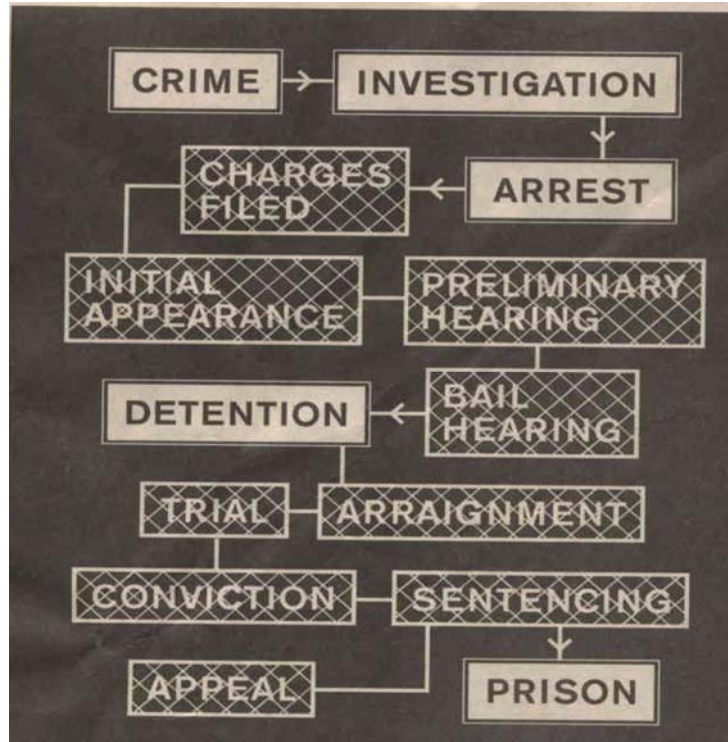 CRIME
INVESTIGATION
ARREST
CHARGES
FILED
INITIAL
APPEARANCE
PRELIMINARY
HEARING
BAIL
HEARING
DETENTION
ARRAIGNMENT
TRIAL
CONVICTION
SENTENCING
APPEAL
PRISON